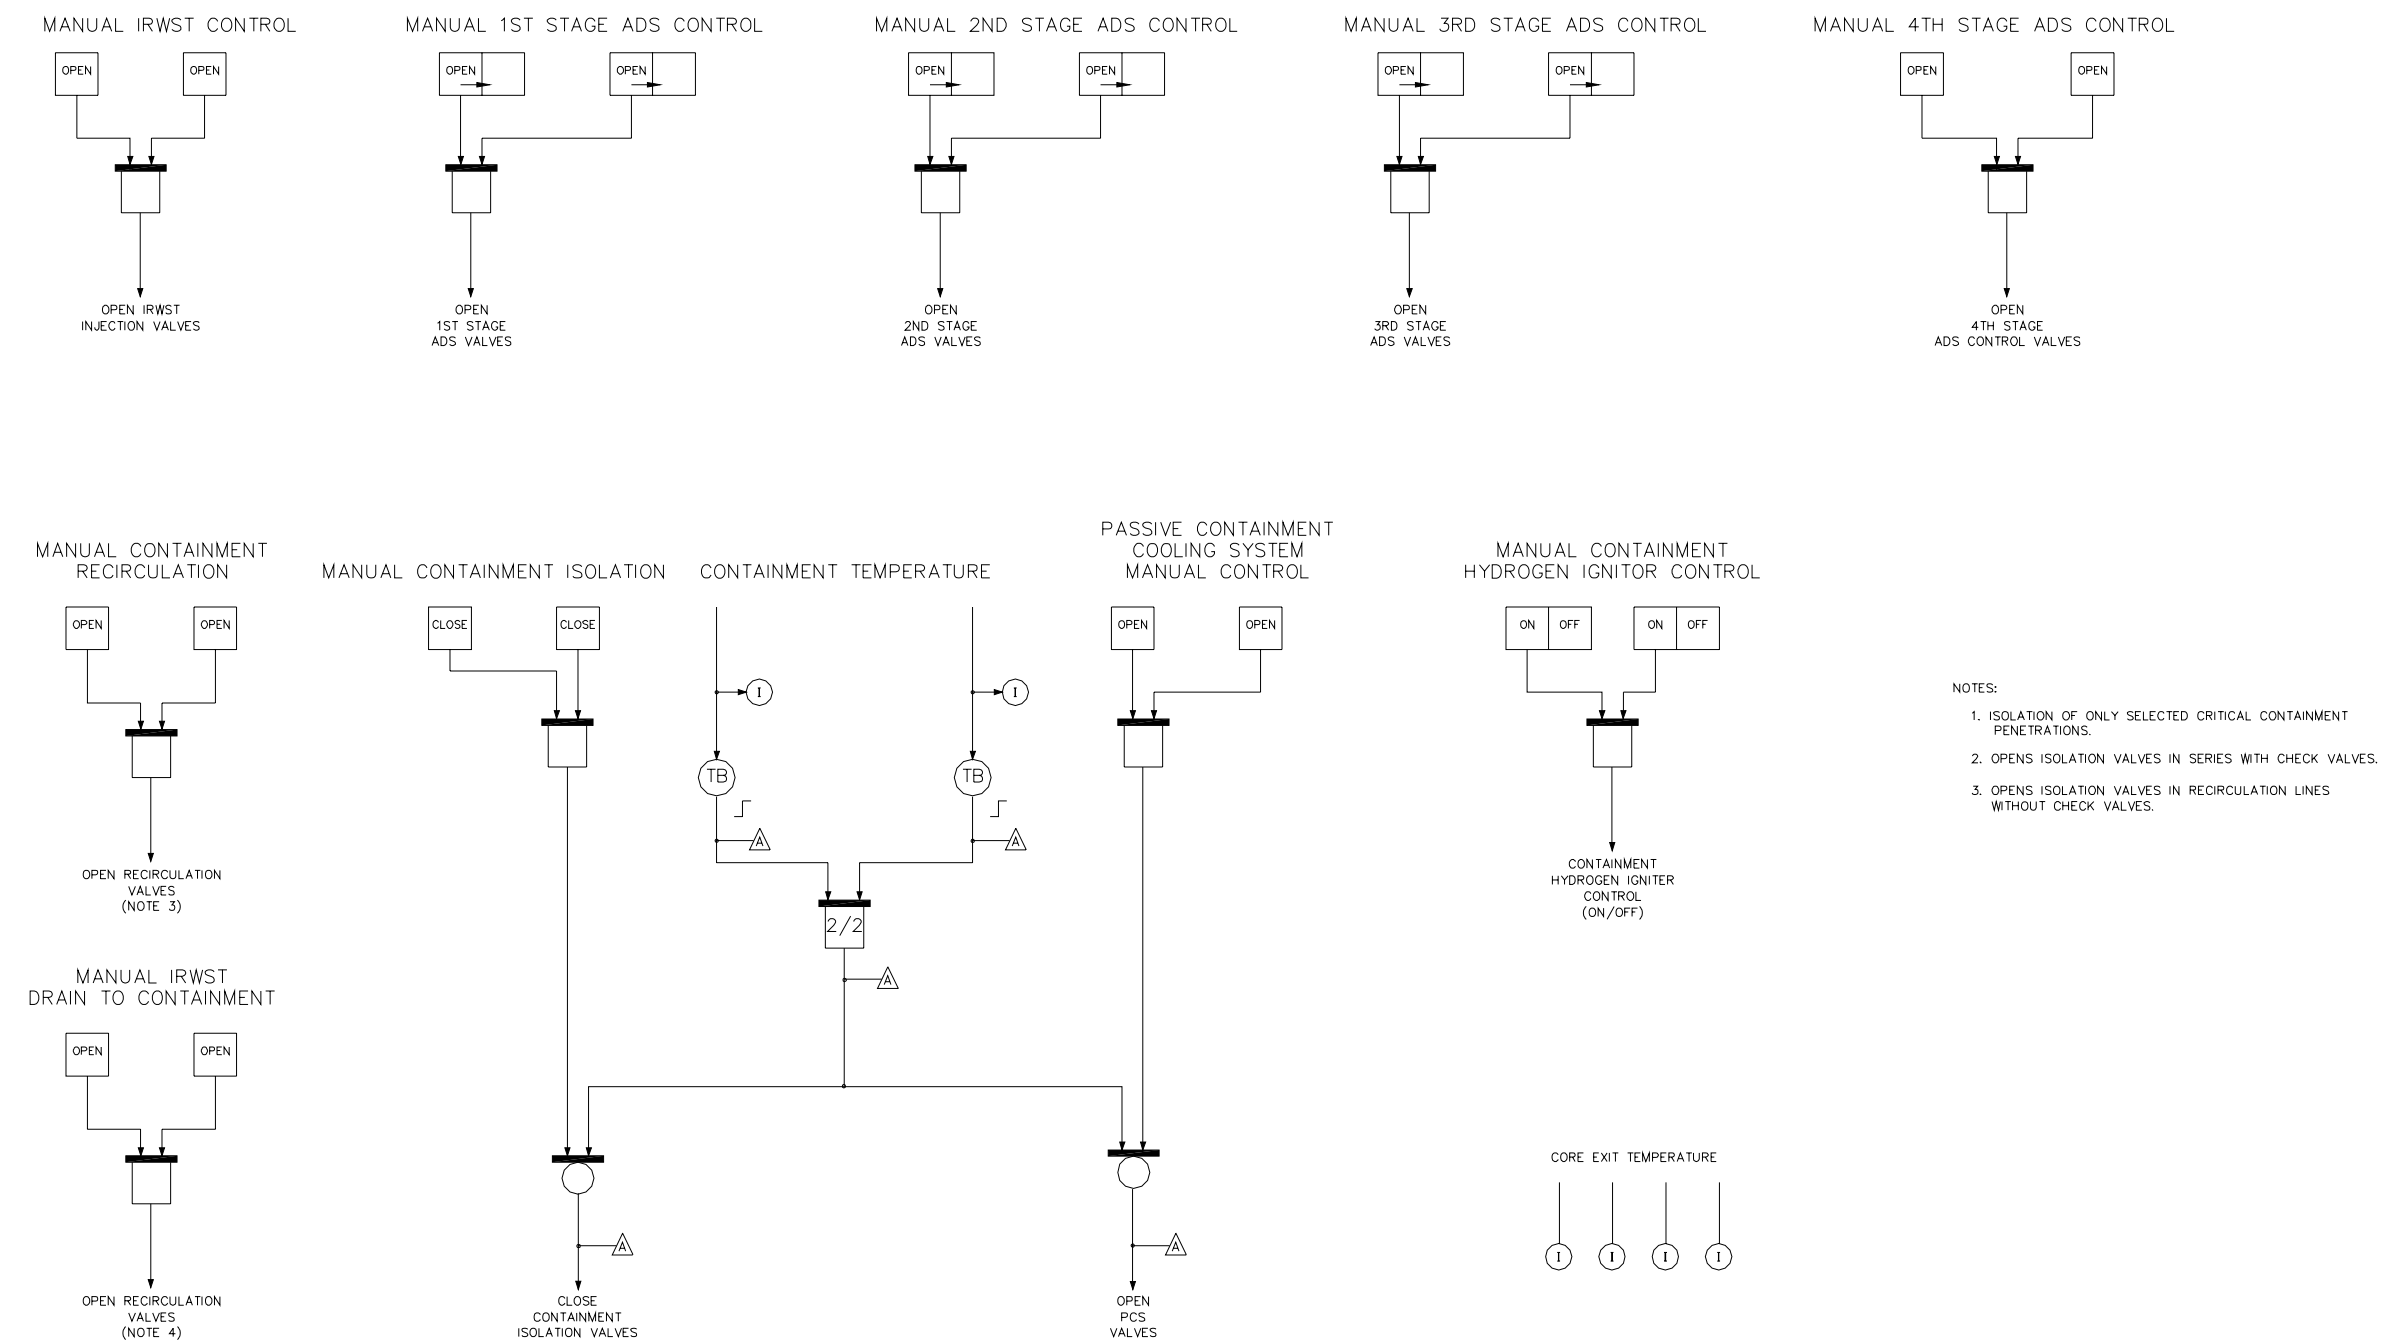 MANUAL IRWST CONTROL
OPEN OPEN
OPEN IRWST
INJECTION VALVES
MANUAL 1ST STAGE ADS CONTROL
OPEN OPEN
OPEN
1ST STAGE
ADS VALVES
MANUAL 2ND STAGE ADS CONTROL
OPEN OPEN
OPEN
2ND STAGE
ADS VALVES
MANUAL 3RD STAGE ADS CONTROL
OPEN OPEN
OPEN
3RD STAGE
ADS VALVES
MANUAL 4TH STAGE ADS CONTROL
OPEN OPEN
OPEN
4TH STAGE
ADS CONTROL VALVES
MANUAL CONTAINMENT
RECIRCULATION
OPEN OPEN
OPEN RECIRCULATION
VALVES
(NOTE 3)
MANUAL IRWST
DRAIN TO CONTAINMENT
OPEN OPEN
OPEN RECIRCULATION
VALVES
(NOTE 4)
MANUAL CONTAINMENT ISOLATION
CLOSE CLOSE
CONTAINMENT TEMPERATURE
I I
TB TB
A A
2/2
A
PASSIVE CONTAINMENT
COOLING SYSTEM
MANUAL CONTROL
OPEN OPEN
A A
CLOSE
CONTAINMENT
ISOLATION VALVES
OPEN
PCS
VALVES
MANUAL CONTAINMENT
HYDROGEN IGNITOR CONTROL
ON OFF ON OFF
CONTAINMENT
HYDROGEN IGNITER
CONTROL
(ON/OFF)
CORE EXIT TEMPERATURE
I I I I
NOTES:
1. ISOLATION OF ONLY SELECTED CRITICAL CONTAINMENT
PENETRATIONS.
2. OPENS ISOLATION VALVES IN SERIES WITH CHECK VALVES.
3. OPENS ISOLATION VALVES IN RECIRCULATION LINES
WITHOUT CHECK VALVES.